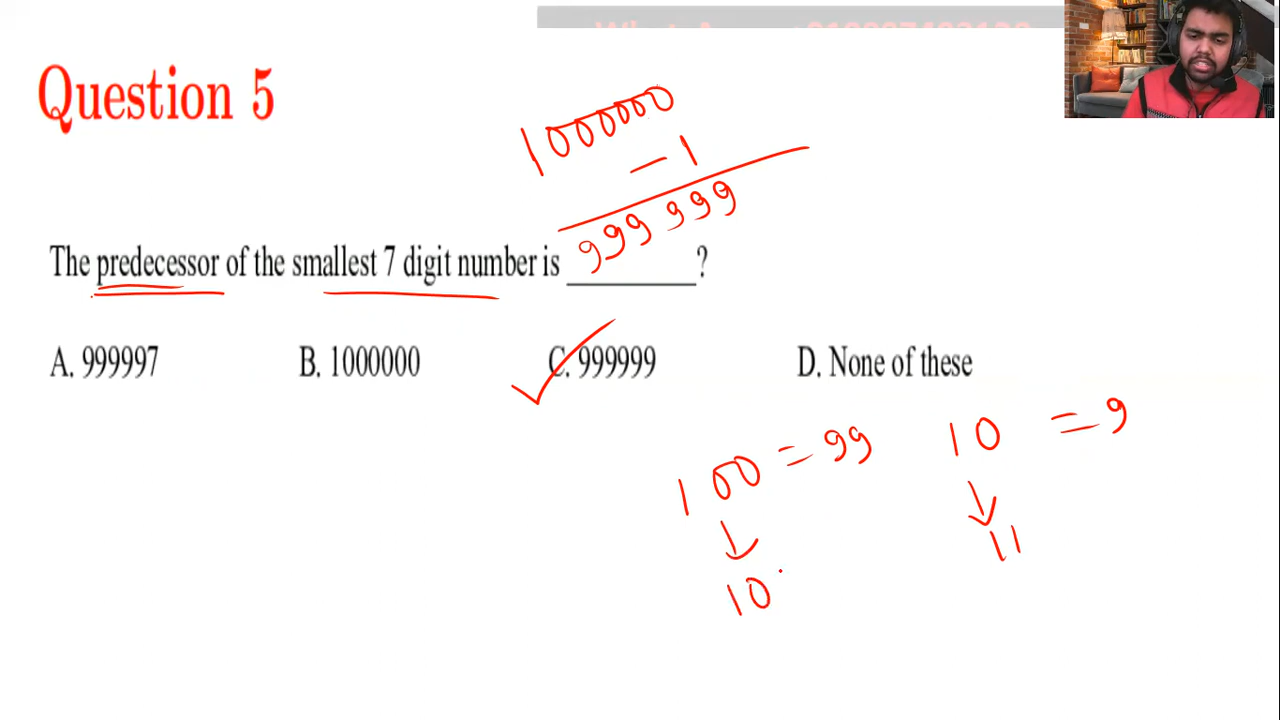 Question 5
1000000
- 1
999999
The predecessor of the smallest 7 digit number is ________?
A. 999997 B. 1000000 C. 999999 D. None of these
100 = 99 10 = 9
10 11